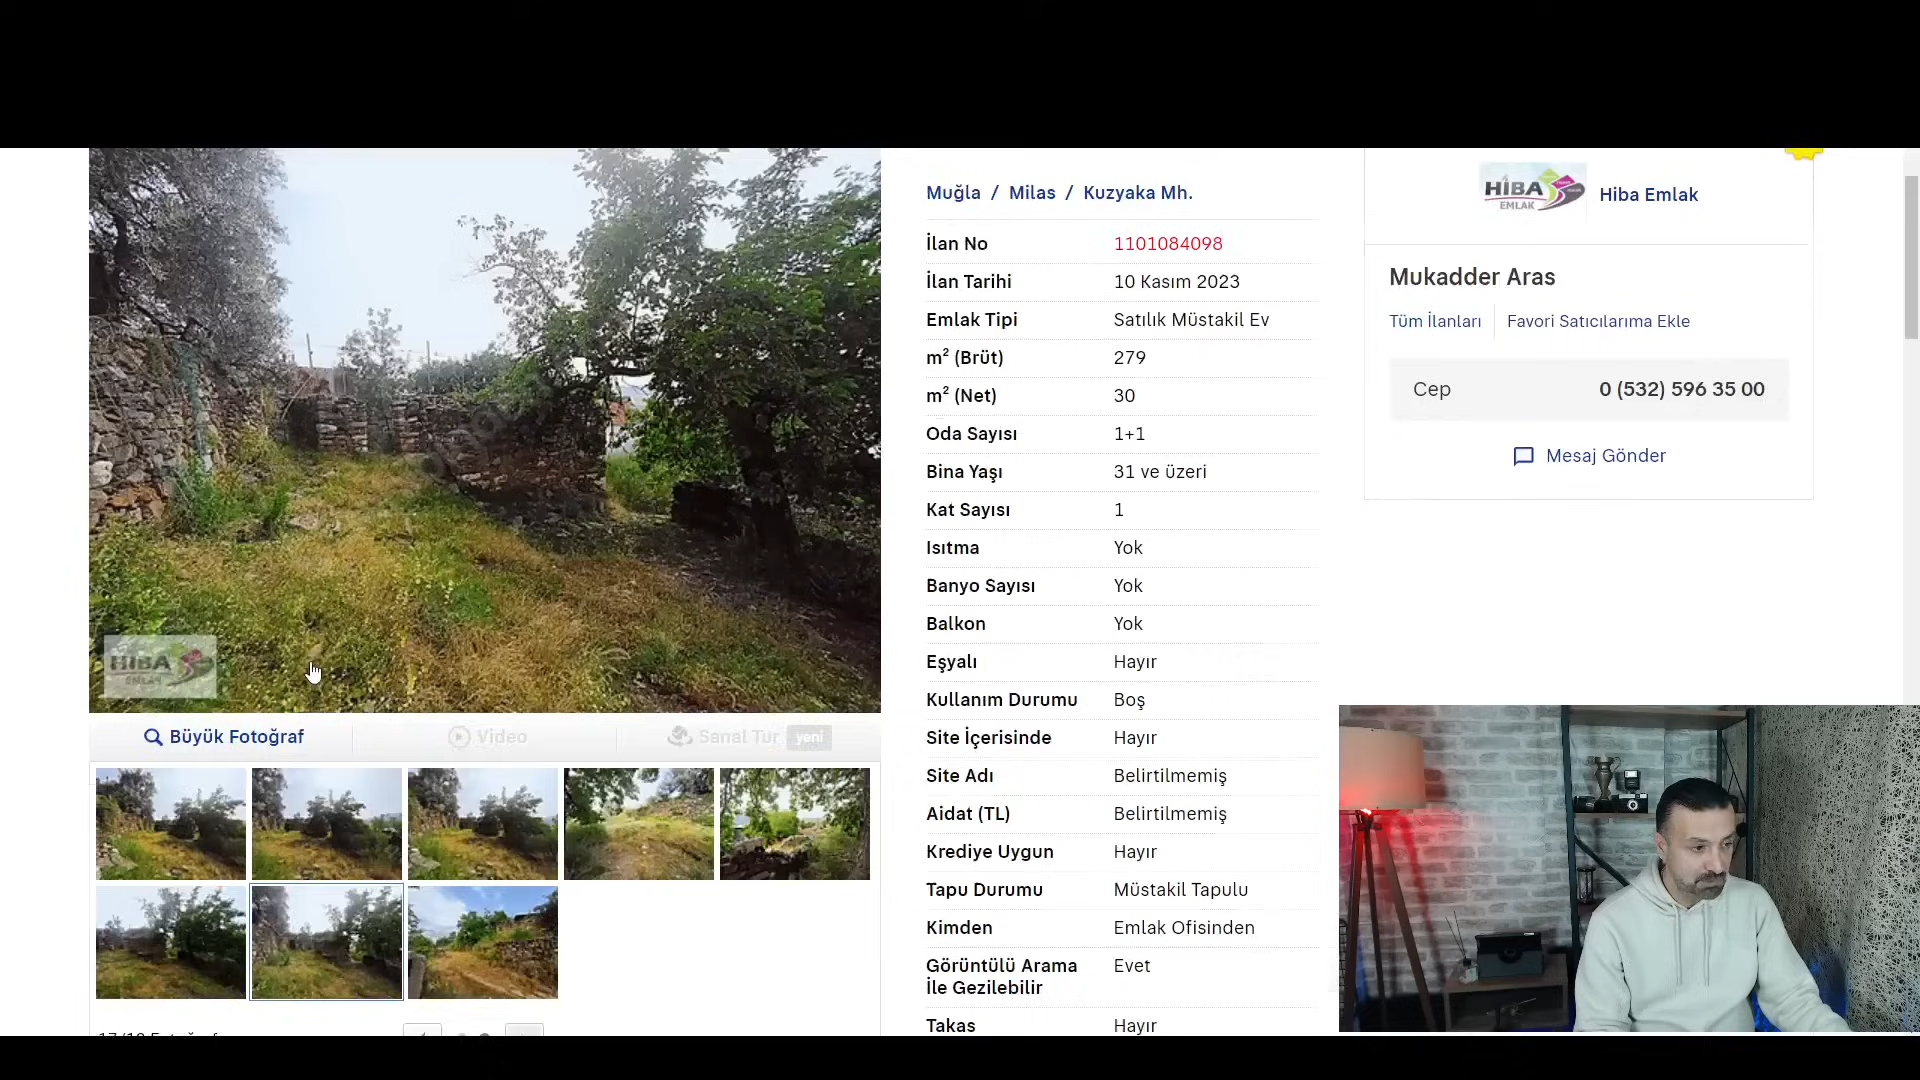 HİBA
EMLAK
Büyük Fotoğraf
Video
Sanal Tur yeni
Muğla / Milas / Kuzyaka Mh.
İlan No 1101084098
İlan Tarihi 10 Kasım 2023
Emlak Tipi Satılık Müstakil Ev
m² (Brüt) 279
m² (Net) 30
Oda Sayısı 1+1
Bina Yaşı 31 ve üzeri
Kat Sayısı 1
Isıtma Yok
Banyo Sayısı Yok
Balkon Yok
Eşyalı Hayır
Kullanım Durumu Boş
Site İçerisinde Hayır
Site Adı Belirtilmemiş
Aidat (TL) Belirtilmemiş
Krediye Uygun Hayır
Tapu Durumu Müstakil Tapulu
Kimden Emlak Ofisinden
Görüntülü Arama Evet
İle Gezilebilir
Takas Hayır
HİBA
EMLAK
Hiba Emlak
Mukadder Aras
Tüm İlanları Favori Satıcılarıma Ekle
Cep 0 (532) 596 35 00
Mesaj Gönder